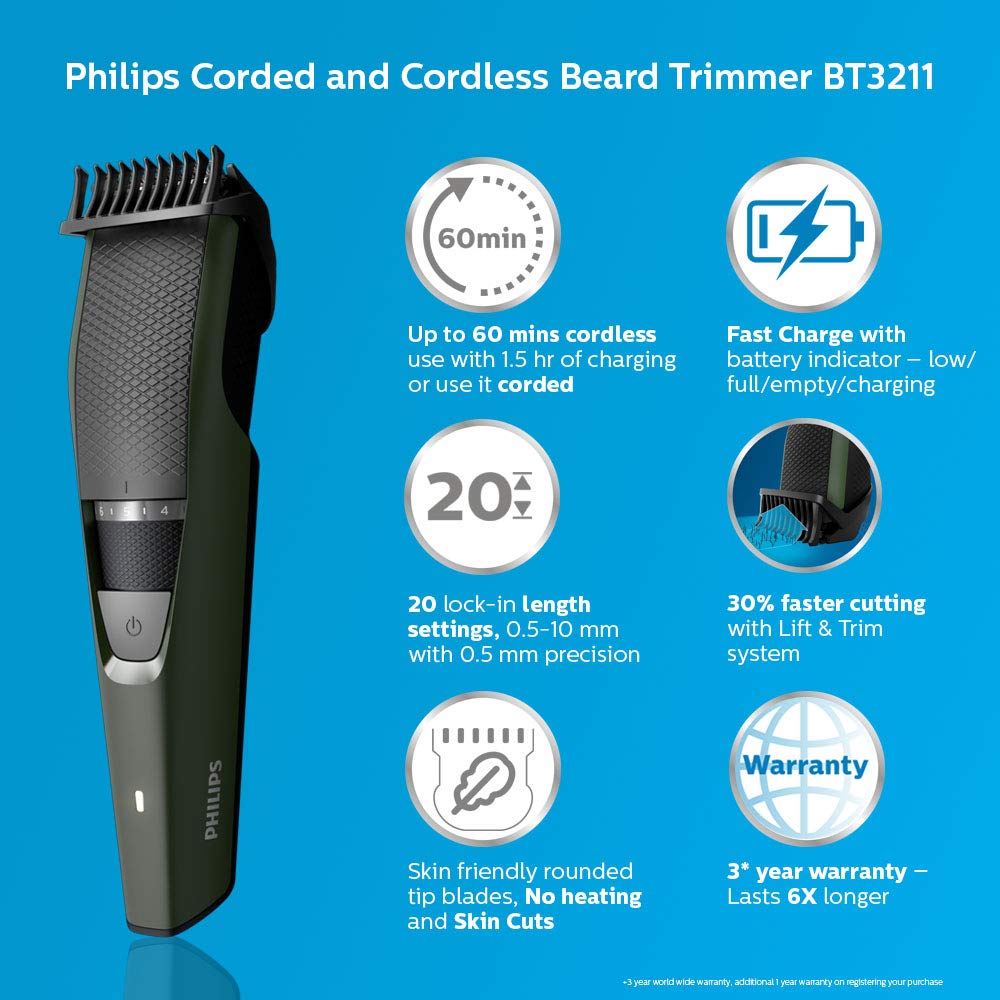 Philips Corded and Cordless Beard Trimmer BT3211
60min
Up to 60 mins cordless
use with 1.5 hr of charging
or use it corded
Fast Charge with
battery indicator – low/
full/empty/charging
20
20 lock-in length
settings, 0.5-10 mm
with 0.5 mm precision
30% faster cutting
with Lift & Trim
system
Skin friendly rounded
tip blades, No heating
and Skin Cuts
Warranty
3* year warranty –
Lasts 6X longer
6 5 4
PHILIPS
+3 year world wide warranty, additional 1 year warranty on registering your purchase